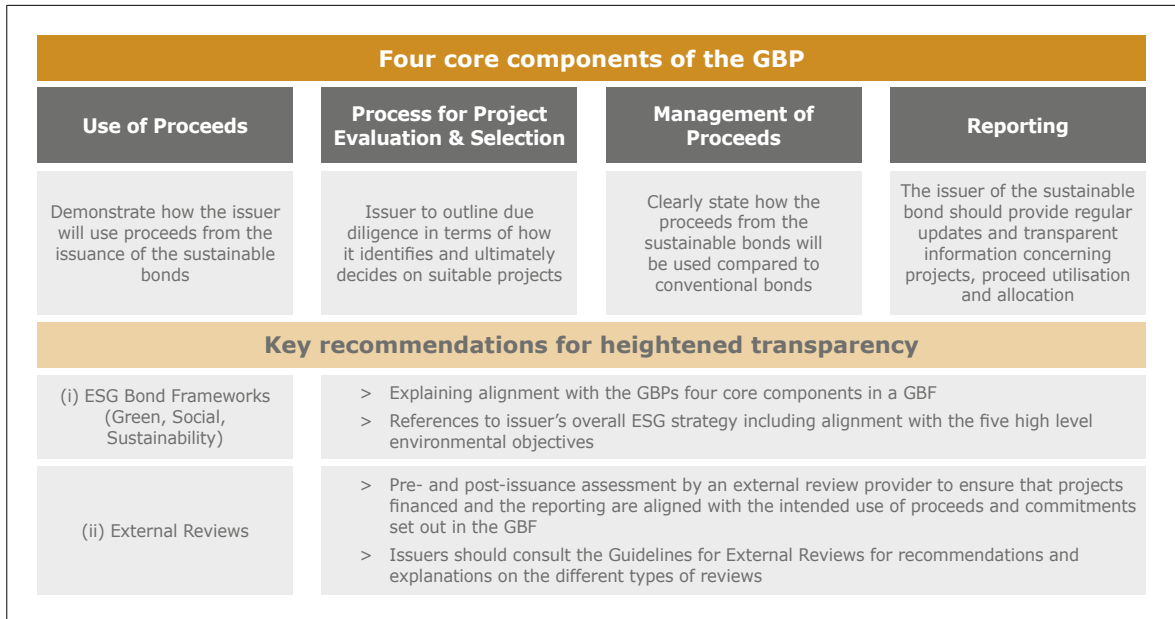 Four core components of the GBP
Use of Proceeds
Process for Project
Evaluation & Selection
Management of
Proceeds
Reporting
Demonstrate how the issuer
will use proceeds from the
issuance of the sustainable
bonds
Issuer to outline due
diligence in terms of how
it identifies and ultimately
decides on suitable projects
Clearly state how the
proceeds from the
sustainable bonds will
be used compared to
conventional bonds
The issuer of the sustainable
bond should provide regular
updates and transparent
information concerning
projects, proceed utilisation
and allocation
Key recommendations for heightened transparency
(i) ESG Bond Frameworks
(Green, Social,
Sustainability)
> Explaining alignment with the GBPs four core components in a GBF
> References to issuer's overall ESG strategy including alignment with the five high level
environmental objectives
(ii) External Reviews
> Pre- and post-issuance assessment by an external review provider to ensure that projects
financed and the reporting are aligned with the intended use of proceeds and commitments
set out in the GBF
> Issuers should consult the Guidelines for External Reviews for recommendations and
explanations on the different types of reviews